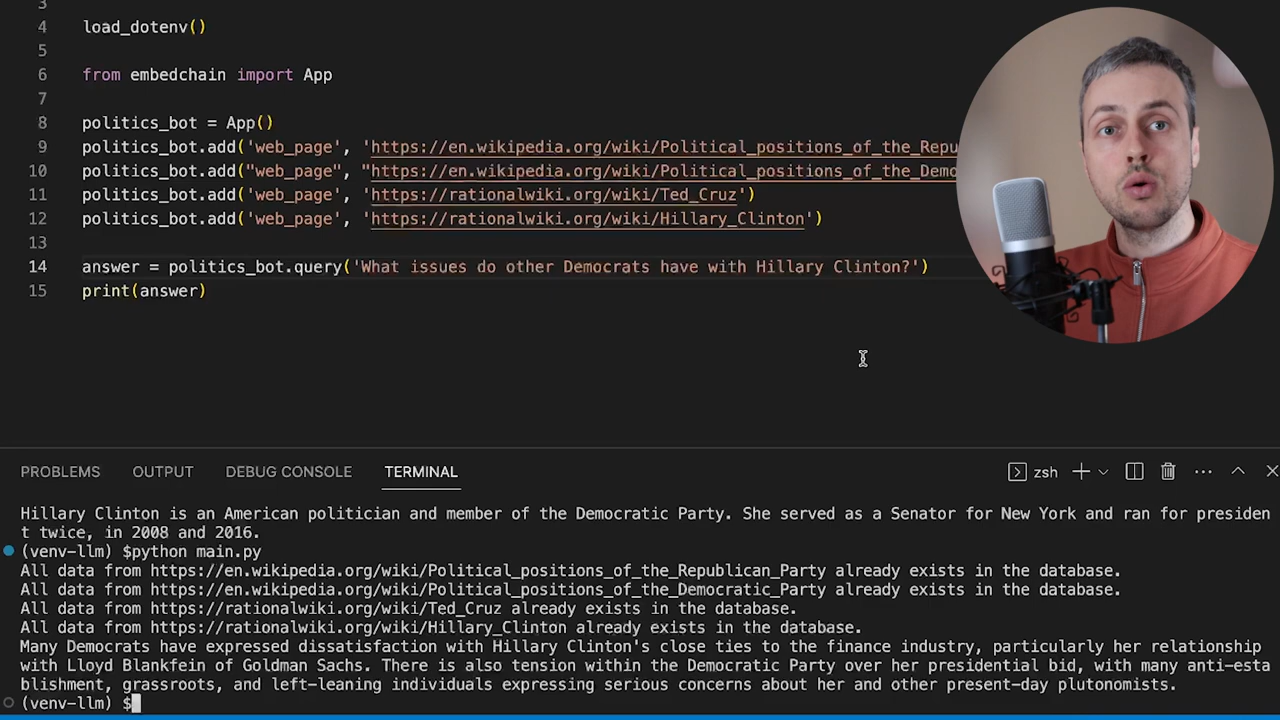 3
4 load_dotenv()
5
6 from embedchain import App
7
8 politics_bot = App()
9 politics_bot.add('web_page', 'https://en.wikipedia.org/wiki/Political_positions_of_the_Repu
10 politics_bot.add("web_page", "https://en.wikipedia.org/wiki/Political_positions_of_the_Demo
11 politics_bot.add('web_page', 'https://rationalwiki.org/wiki/Ted_Cruz')
12 politics_bot.add('web_page', 'https://rationalwiki.org/wiki/Hillary_Clinton')
13
14 answer = politics_bot.query('What issues do other Democrats have with Hillary Clinton?')
15 print(answer)
PROBLEMS OUTPUT DEBUG CONSOLE TERMINAL zsh
Hillary Clinton is an American politician and member of the Democratic Party. She served as a Senator for New York and ran for presiden
t twice, in 2008 and 2016.
(venv-llm) $python main.py
All data from https://en.wikipedia.org/wiki/Political_positions_of_the_Republican_Party already exists in the database.
All data from https://en.wikipedia.org/wiki/Political_positions_of_the_Democratic_Party already exists in the database.
All data from https://rationalwiki.org/wiki/Ted_Cruz already exists in the database.
All data from https://rationalwiki.org/wiki/Hillary_Clinton already exists in the database.
Many Democrats have expressed dissatisfaction with Hillary Clinton's close ties to the finance industry, particularly her relationship
with Lloyd Blankfein of Goldman Sachs. There is also tension within the Democratic Party over her presidential bid, with many anti-esta
blishment, grassroots, and left-leaning individuals expressing serious concerns about her and other present-day plutonomists.
(venv-llm) $